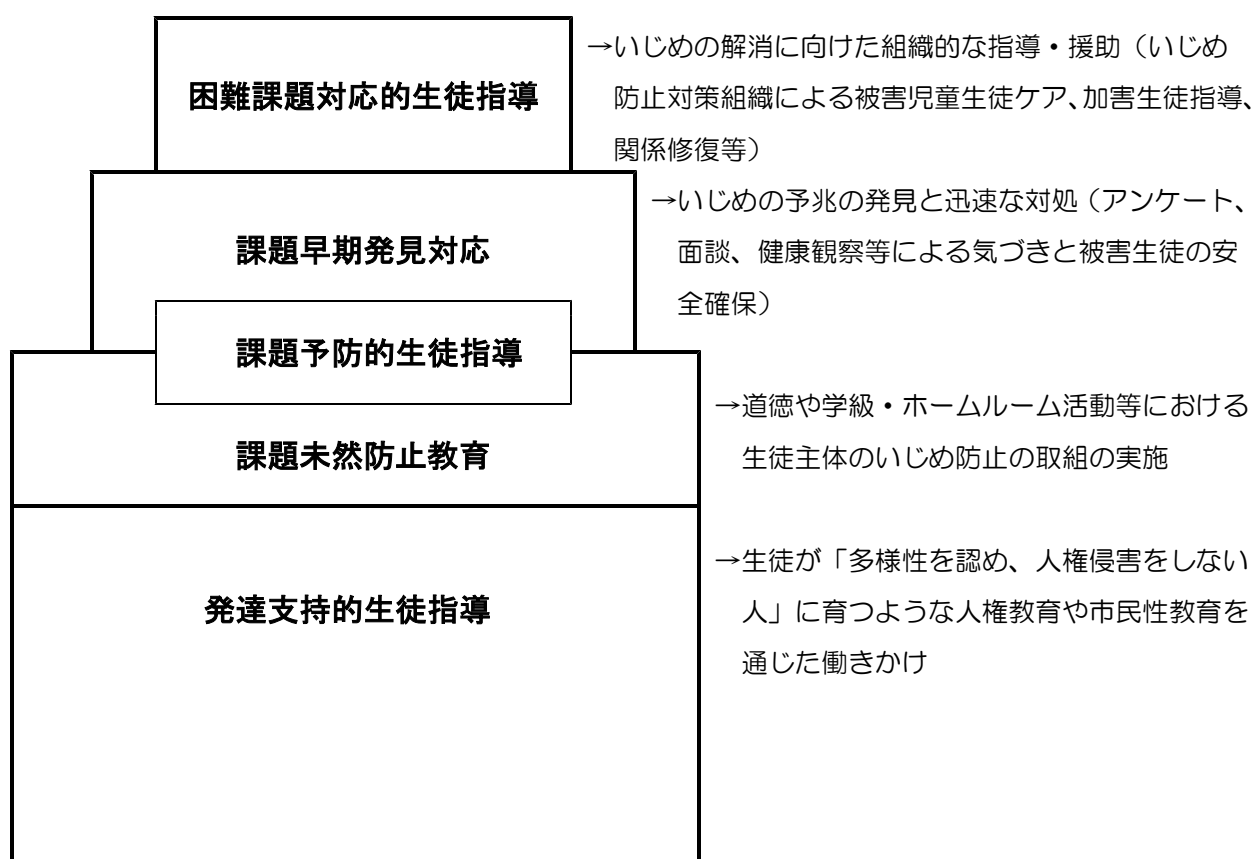 困難課題対応的生徒指導
→いじめの解消に向けた組織的な指導・援助（いじめ
防止対策組織による被害児童生徒ケア、加害生徒指導、
関係修復等）
課題早期発見対応
→いじめの予兆の発見と迅速な対処（アンケート、
面談、健康観察等による気づきと被害生徒の安
全確保）
課題予防的生徒指導
課題未然防止教育
→道徳や学級・ホームルーム活動等における
生徒主体のいじめ防止の取組の実施
発達支持的生徒指導
→生徒が「多様性を認め、人権侵害をしない
人」に育つような人権教育や市民性教育を
通じた働きかけ